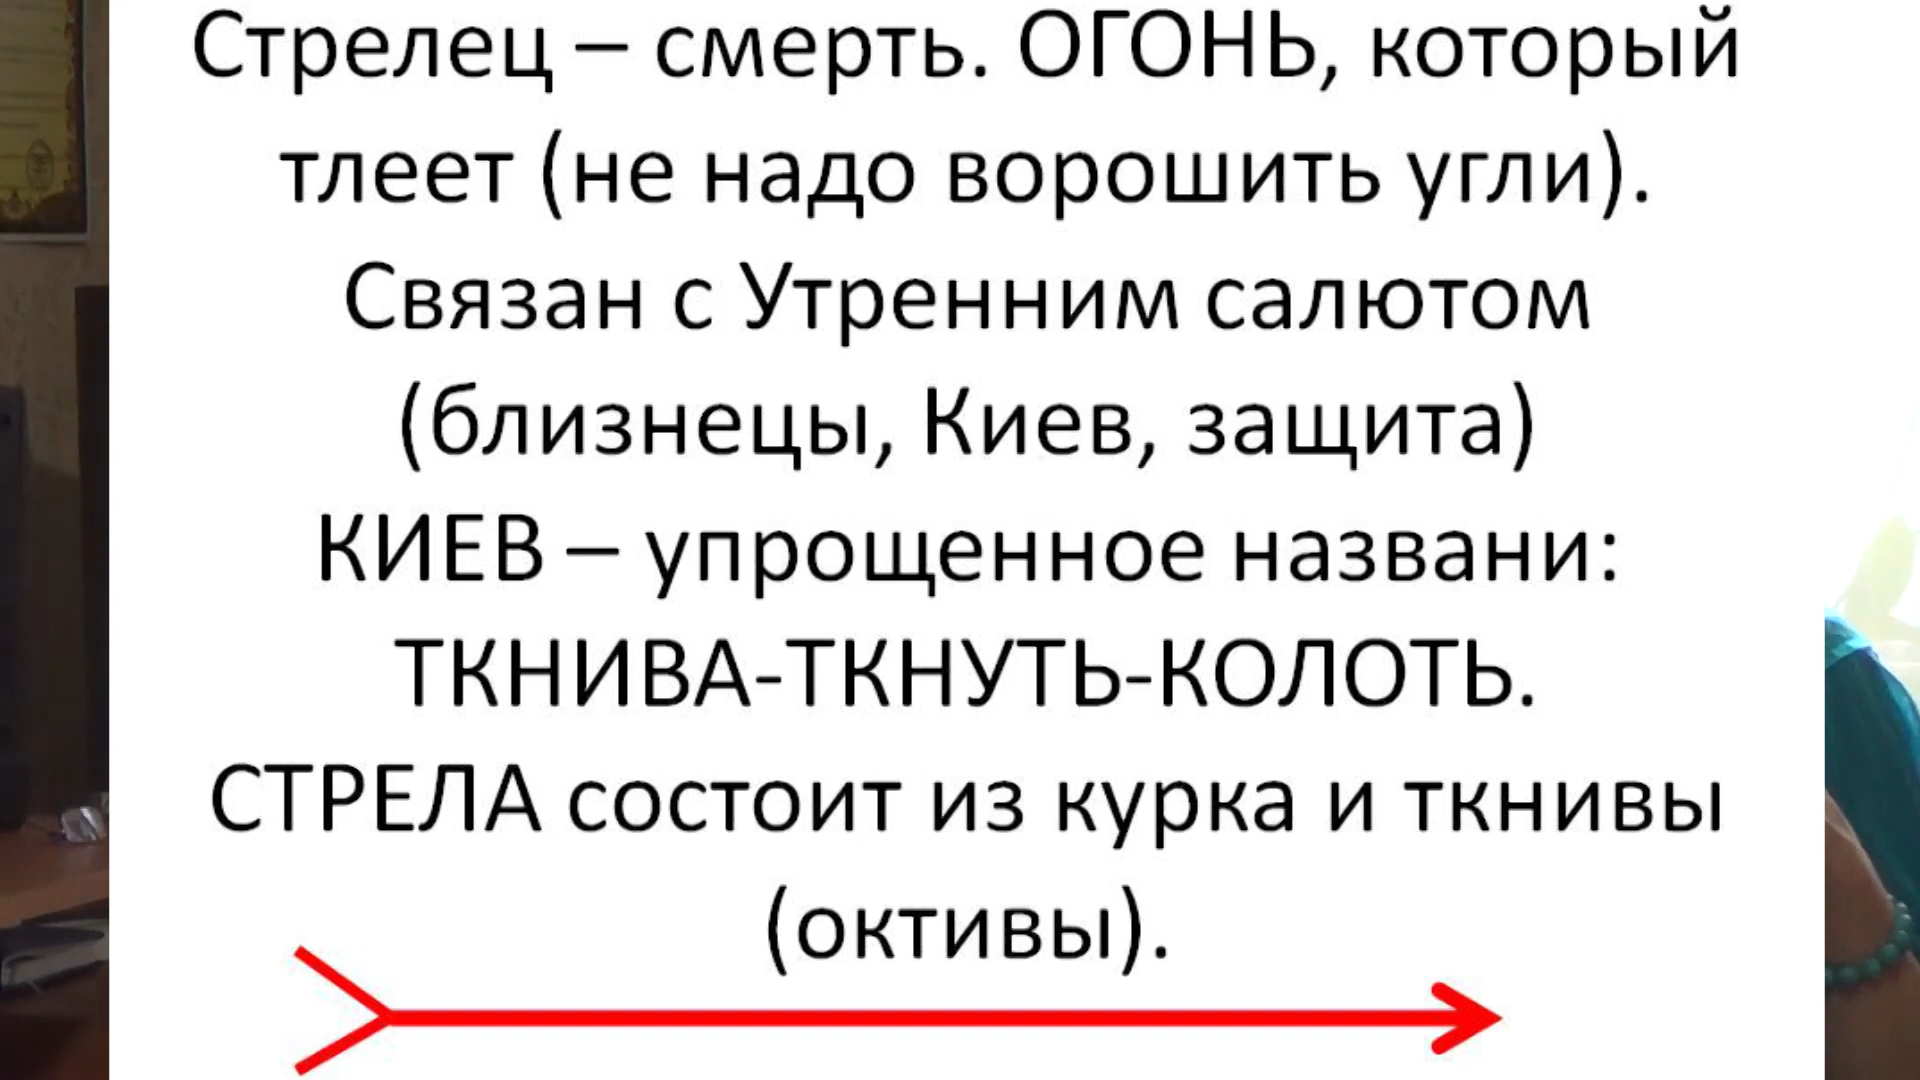 Стрелец – смерть. ОГОНЬ, который
тлеет (не надо ворошить угли).
Связан с Утренним салютом
(близнецы, Киев, защита)
КИЕВ – упрощенное названи:
ТКНИВА-ТКНУТЬ-КОЛОТЬ.
СТРЕЛА состоит из курка и ткнивы
(октивы).